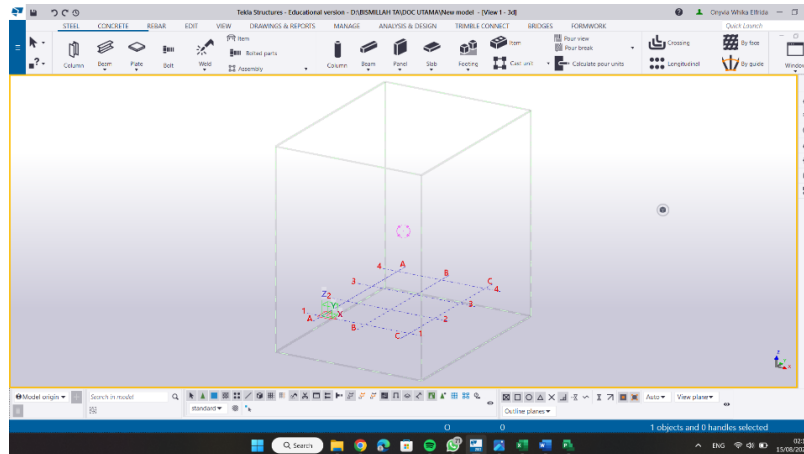 Tekla Structures - Educational version - D:\BISMILLAH TA\DOC UTAMA\New model - [View 1 - 3d]
STEEL CONCRETE REBAR EDIT VIEW DRAWINGS & REPORTS MANAGE ANALYSIS & DESIGN TRIMBLE CONNECT BRIDGES FORMWORK Quick Launch
Item
Bolted parts
Assembly
Column Beam Plate Bolt Weld
Column Beam Panel Slab Footing
Item
Cast unit
Pour view
Pour break
Calculate pour units
Crossing
Longitudinal
By face
By guide
Window
4 A
3 B
C
4
Z 2
Y
3
1 X
A
2
B
C 1
z
x
Model origin Search in model
standard
Auto View plane
Outline planes
0 0 1 objects and 0 handles selected
Search
ENG
15/08/20